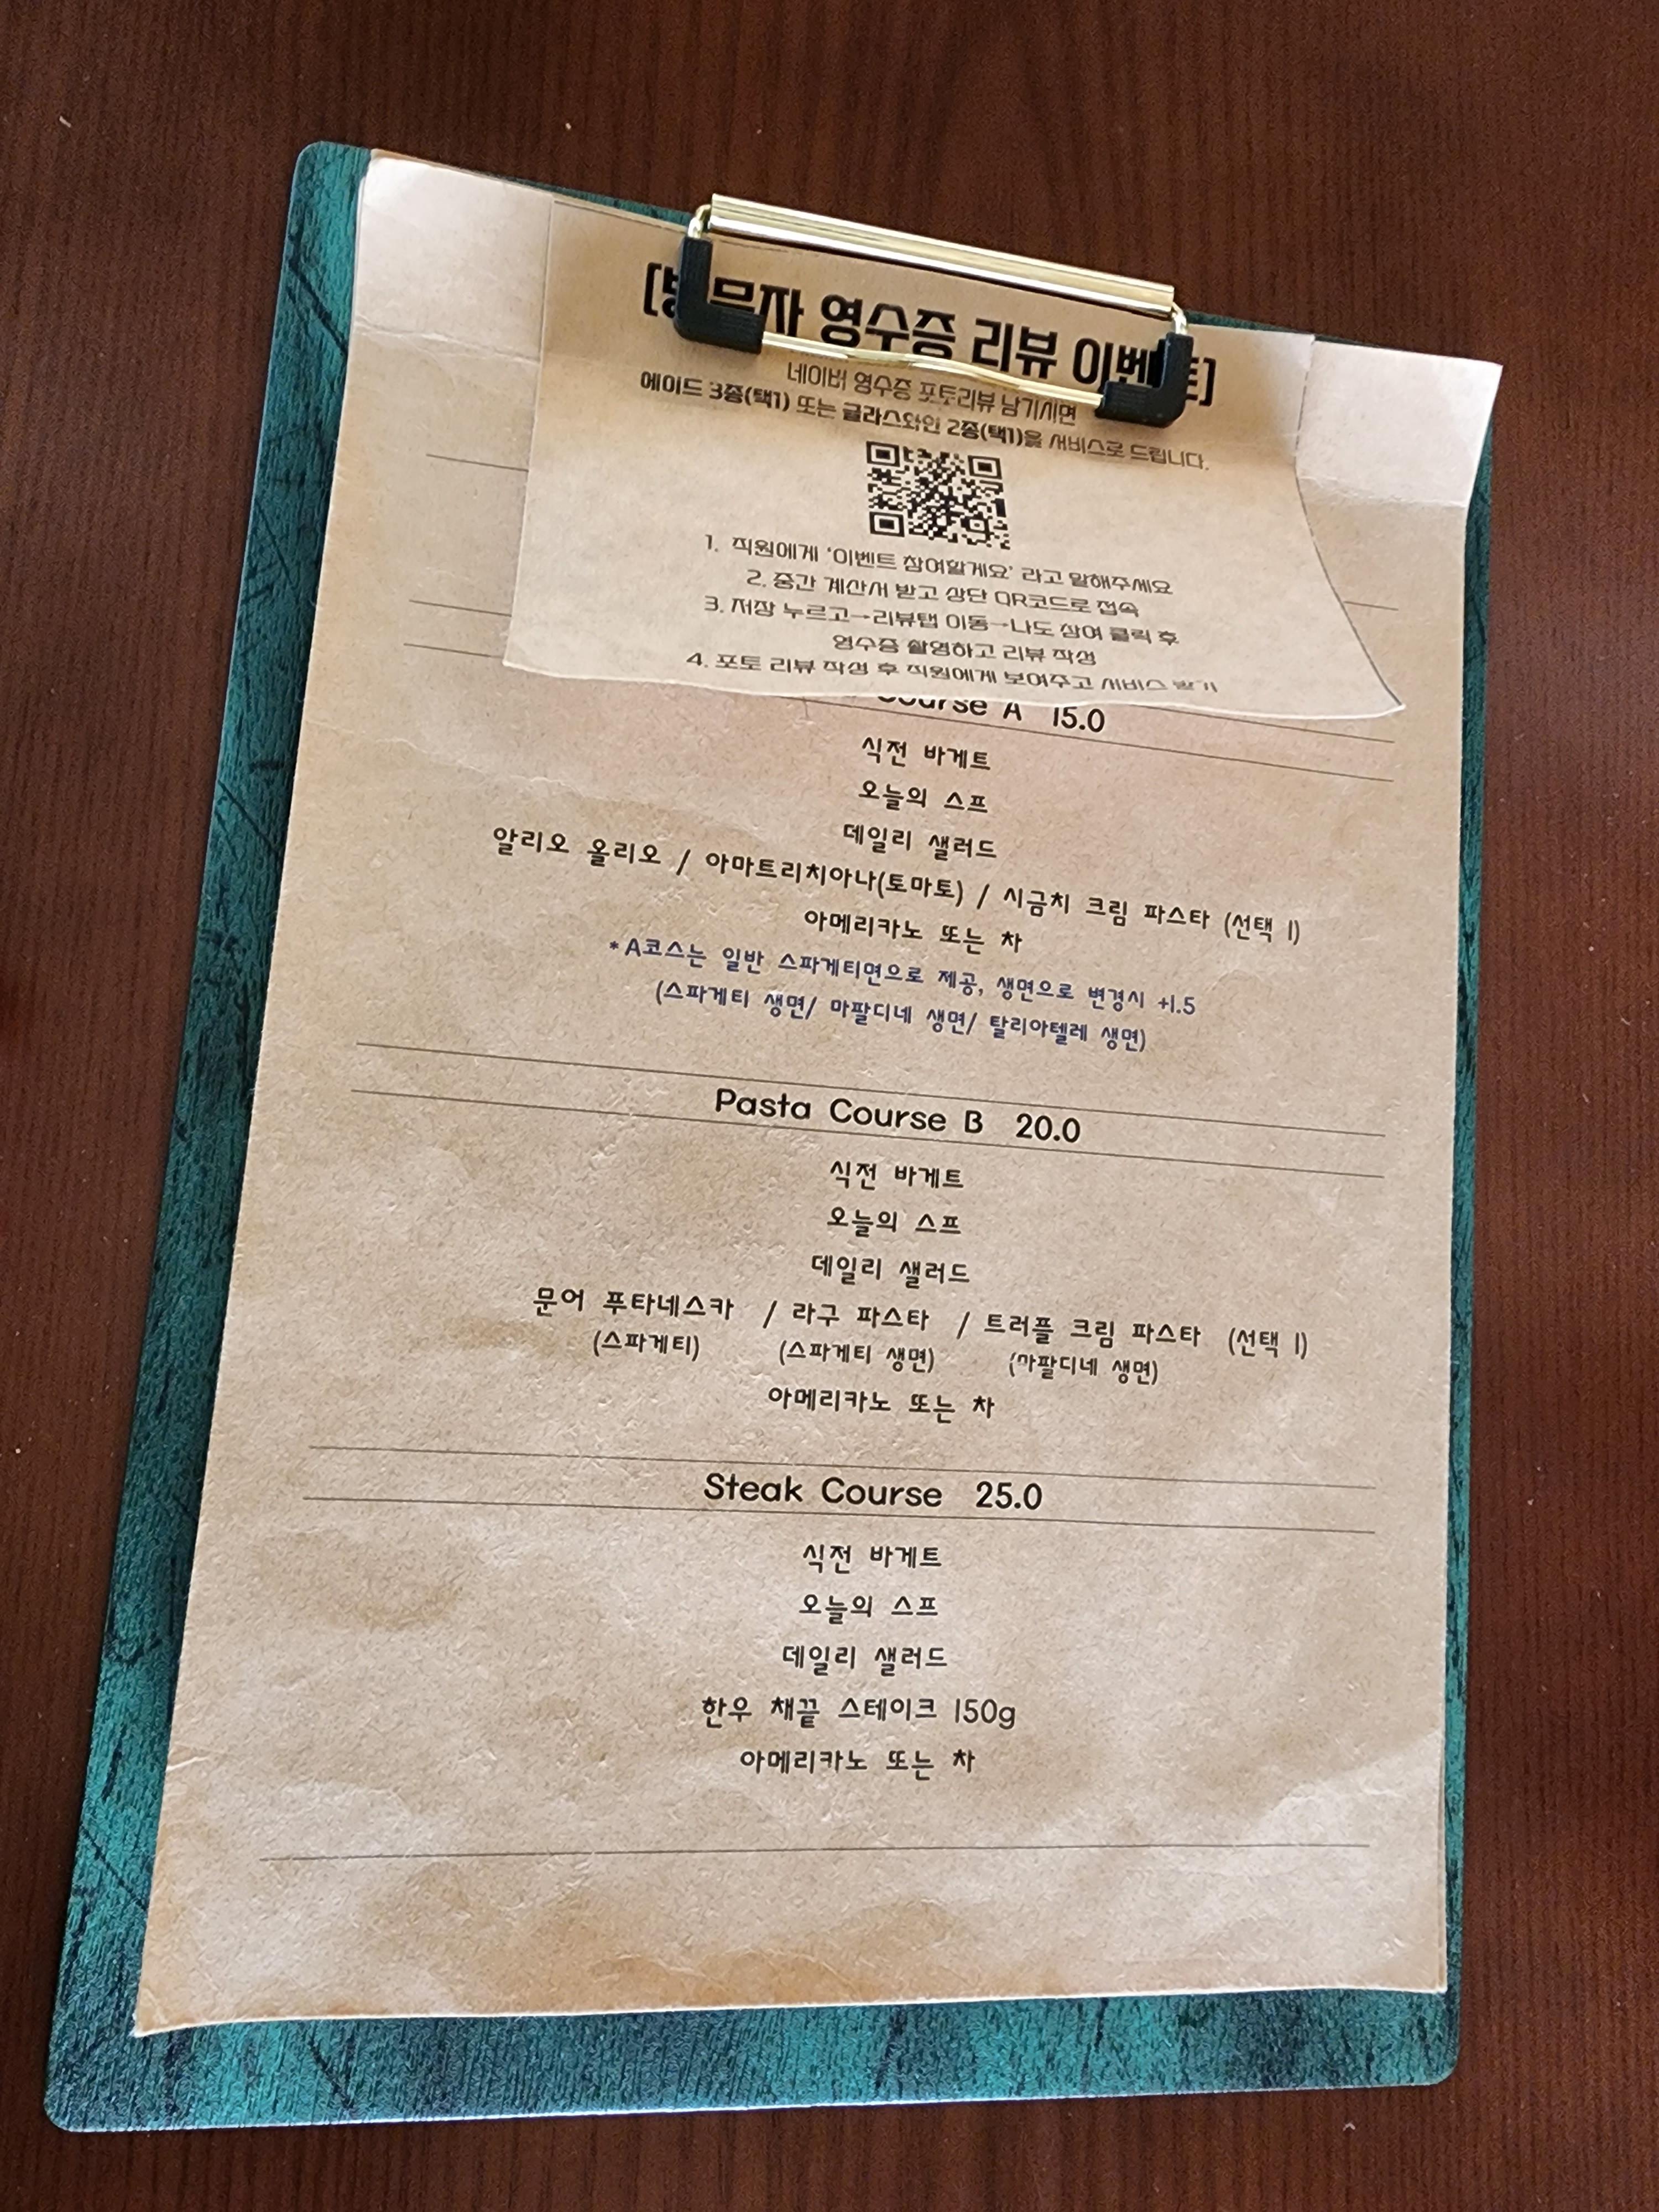 영수증 리뷰 이벤트]
네이버 영수증 포토리뷰 남기시면
에이드 3종(택1) 또는 글라스와인 2종(택1)을 서비스로 드립니다.
1. 직원에게 '이벤트 참여할게요' 라고 말해주세요
2. 중간 계산서 받고 상단 QR코드로 접속
3. 저장 누르고→리뷰탭 이동→나도 참여 클릭 후
영수증 촬영하고 리뷰 작성
4. 포토 리뷰 작성 후 직원에게 보여주고 서비스 받기
Course A 15.0
식전 바게트
오늘의 스프
데일리 샐러드
알리오 올리오 / 아마트리치아나(토마토) / 시금치 크림 파스타 (선택 1)
아메리카노 또는 차
*A코스는 일반 스파게티면으로 제공, 생면으로 변경시 +1.5
(스파게티 생면/ 마팔디네 생면/ 탈리아텔레 생면)
Pasta Course B 20.0
식전 바게트
오늘의 스프
데일리 샐러드
문어 푸타네스카 / 라구 파스타 / 트러플 크림 파스타 (선택 1)
(스파게티) (스파게티 생면) (마팔디네 생면)
아메리카노 또는 차
Steak Course 25.0
식전 바게트
오늘의 스프
데일리 샐러드
한우 채끝 스테이크 150g
아메리카노 또는 차